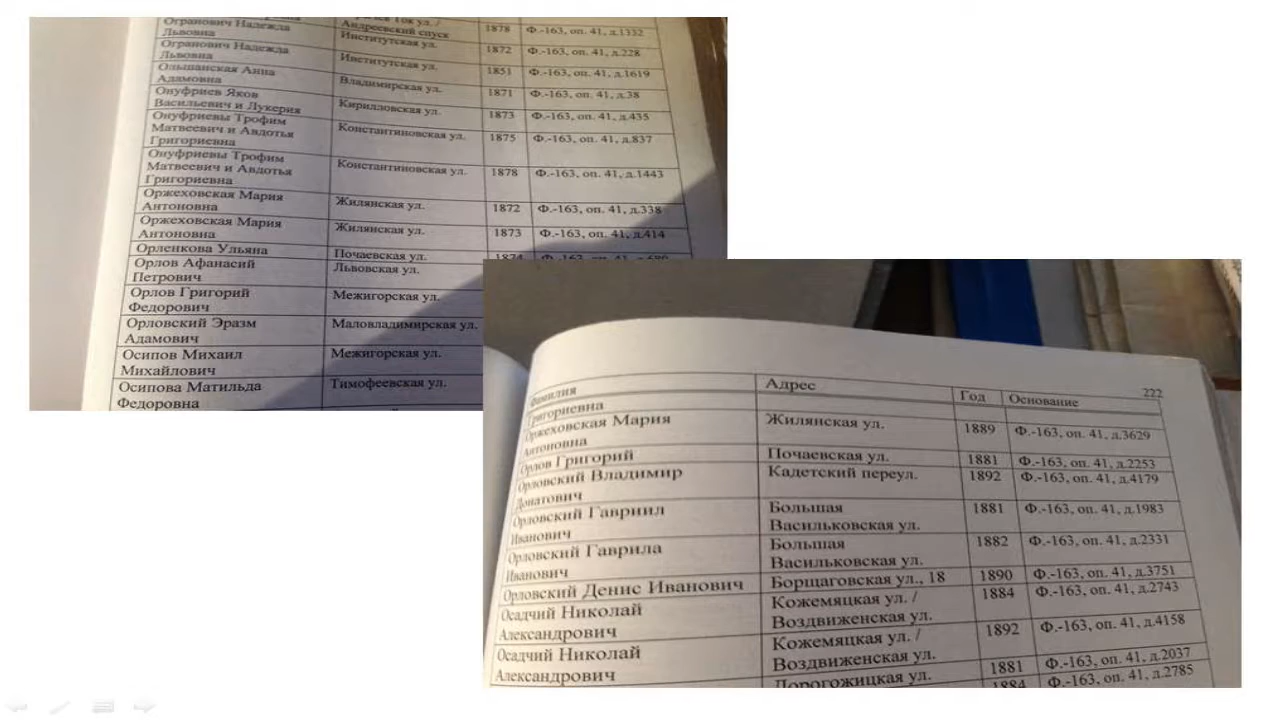 Андреевский спуск 1878 Ф.-163, оп. 41, д.1332
Огранович Надежда Львовна Институтская ул. 1872 Ф.-163, оп. 41, д.228
Огранович Надежда Львовна Институтская ул. 1851 Ф.-163, оп. 41, д.1619
Ольшанская Анна Адамовна Владимирская ул. 1871 Ф.-163, оп. 41, д.38
Онуфриев Яков Васильевич и Лукерия Кирилловская ул. 1873 Ф.-163, оп. 41, д.435
Онуфриевы Трофим Матвеевич и Авдотья Григориевна Константиновская ул. 1875 Ф.-163, оп. 41, д.837
Онуфриевы Трофим Матвеевич и Авдотья Григориевна Константиновская ул. 1878 Ф.-163, оп. 41, д.1443
Оржеховская Мария Антоновна Жилянская ул. 1872 Ф.-163, оп. 41, д.338
Оржеховская Мария Антоновна Жилянская ул. 1873 Ф.-163, оп. 41, д.414
Орленкова Ульяна Почаевская ул.
Орлов Афанасий Петрович Львовская ул.
Орлов Григорий Федорович Межигорская ул.
Орловский Эразм Адамович Маловладимирская ул.
Осипов Михаил Михайлович Межигорская ул.
Осипова Матильда Федоровна Тимофеевская ул.
222
Фамилия Адрес Год Основание
Григориевна
Оржеховская Мария Антоновна Жилянская ул. 1889 Ф.-163, оп. 41, д.3629
Орлов Григорий Почаевская ул. 1881 Ф.-163, оп. 41, д.2253
Орловский Владимир Донатович Кадетский переул. 1892 Ф.-163, оп. 41, д.4179
Орловский Гавриил Иванович Большая Васильковская ул. 1881 Ф.-163, оп. 41, д.1983
Орловский Гаврила Иванович Большая Васильковская ул. 1882 Ф.-163, оп. 41, д.2331
Орловский Денис Иванович Борщаговская ул., 18 1890 Ф.-163, оп. 41, д.3751
Осадчий Николай Александрович Кожемяцкая ул. / Воздвиженская ул. 1884 Ф.-163, оп. 41, д.2743
Осадчий Николай Александрович Кожемяцкая ул. / Воздвиженская ул. 1892 Ф.-163, оп. 41, д.4158
Дорогожицкая ул. 1881 Ф.-163, оп. 41, д.2037
1884 Ф.-163, оп. 41, д.2785